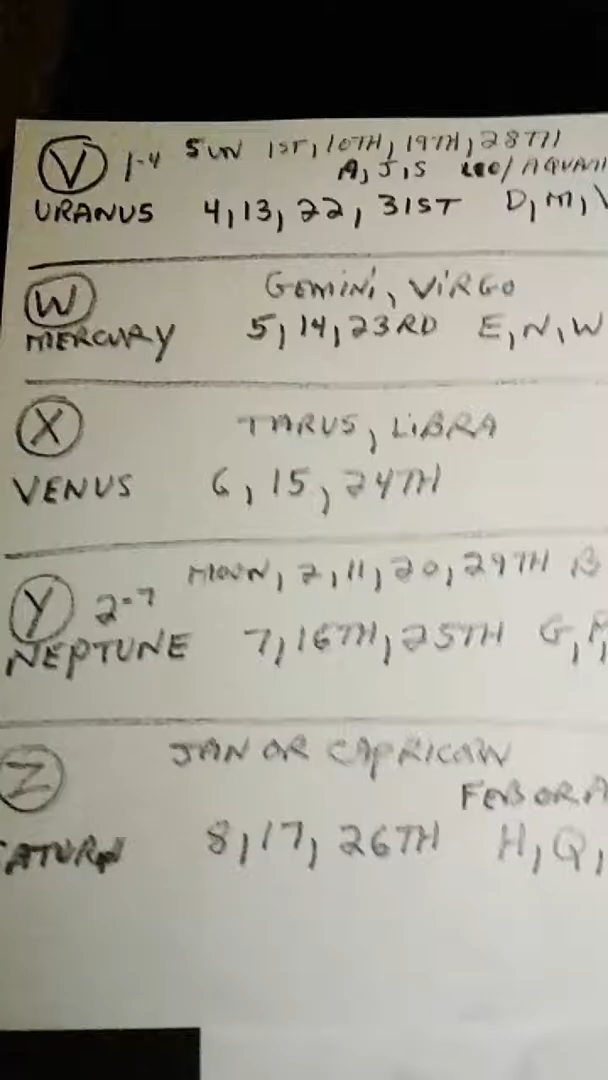 V 1-4 SUN 1ST, 10TH, 19TH, 28TH
A, J, S LEO/AQUARI
URANUS 4, 13, 22, 31ST D, M, V
W GEMINI, VIRGO
MERCURY 5, 14, 23RD E, N, W
X TARUS, LIBRA
VENUS 6, 15, 24TH
Y 2-7 MOON, 2, 11, 20, 29TH B
NEPTUNE 7, 16TH, 25TH G, P,
Z JAN OR CAPRICORN
FEB OR A
SATURN 8, 17, 26TH H, Q,